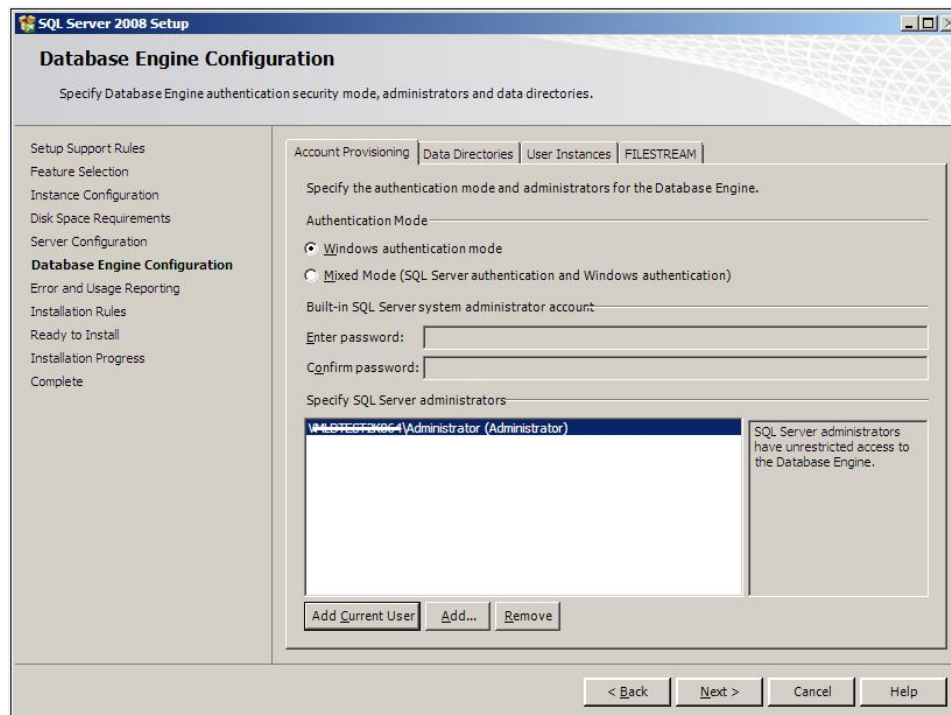 SQL Server 2008 Setup
Database Engine Configuration
Specify Database Engine authentication security mode, administrators and data directories.
Setup Support Rules
Feature Selection
Instance Configuration
Disk Space Requirements
Server Configuration
Database Engine Configuration
Error and Usage Reporting
Installation Rules
Ready to Install
Installation Progress
Complete
Account Provisioning Data Directories User Instances FILESTREAM
Specify the authentication mode and administrators for the Database Engine.
Authentication Mode
Windows authentication mode
Mixed Mode (SQL Server authentication and Windows authentication)
Built-in SQL Server system administrator account
Enter password:
Confirm password:
Specify SQL Server administrators
\Administrator (Administrator)
SQL Server administrators
have unrestricted access to
the Database Engine.
Add Current User Add... Remove
< Back Next > Cancel Help